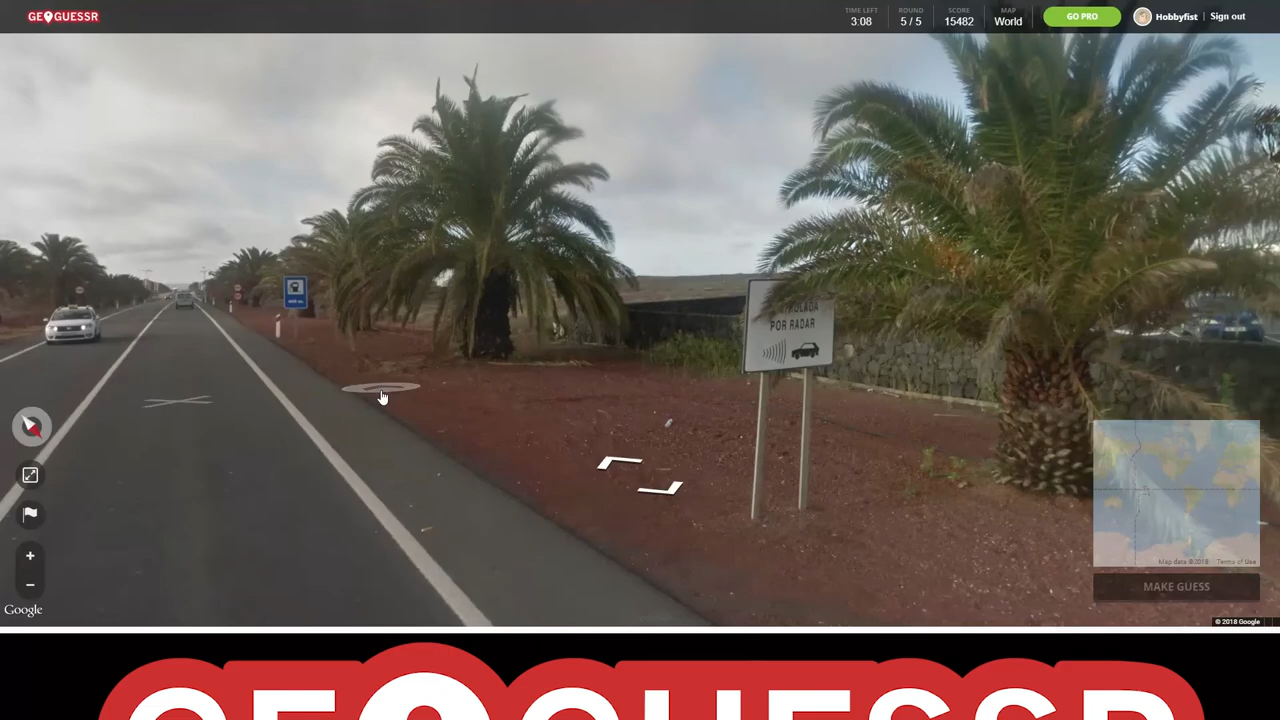 GEOGUESSR
TIME LEFT
3:08
ROUND
5 / 5
SCORE
15482
MAP
World
GO PRO
Hobbyfist
Sign out
POR RADAR
Map data ©2018
Terms of Use
MAKE GUESS
Google
© 2018 Google
GEOGUESSR